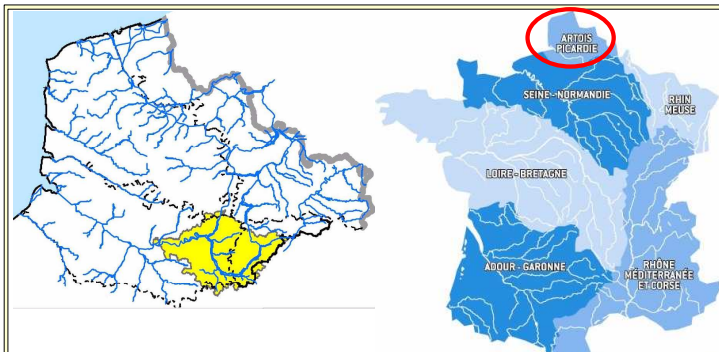 ARTOIS
PICARDIE
SEINE-NORMANDIE
RHIN
MEUSE
LOIRE-BRETAGNE
ADOUR-GARONNE
RHÔNE
MÉDITERRANÉE
ET CORSE